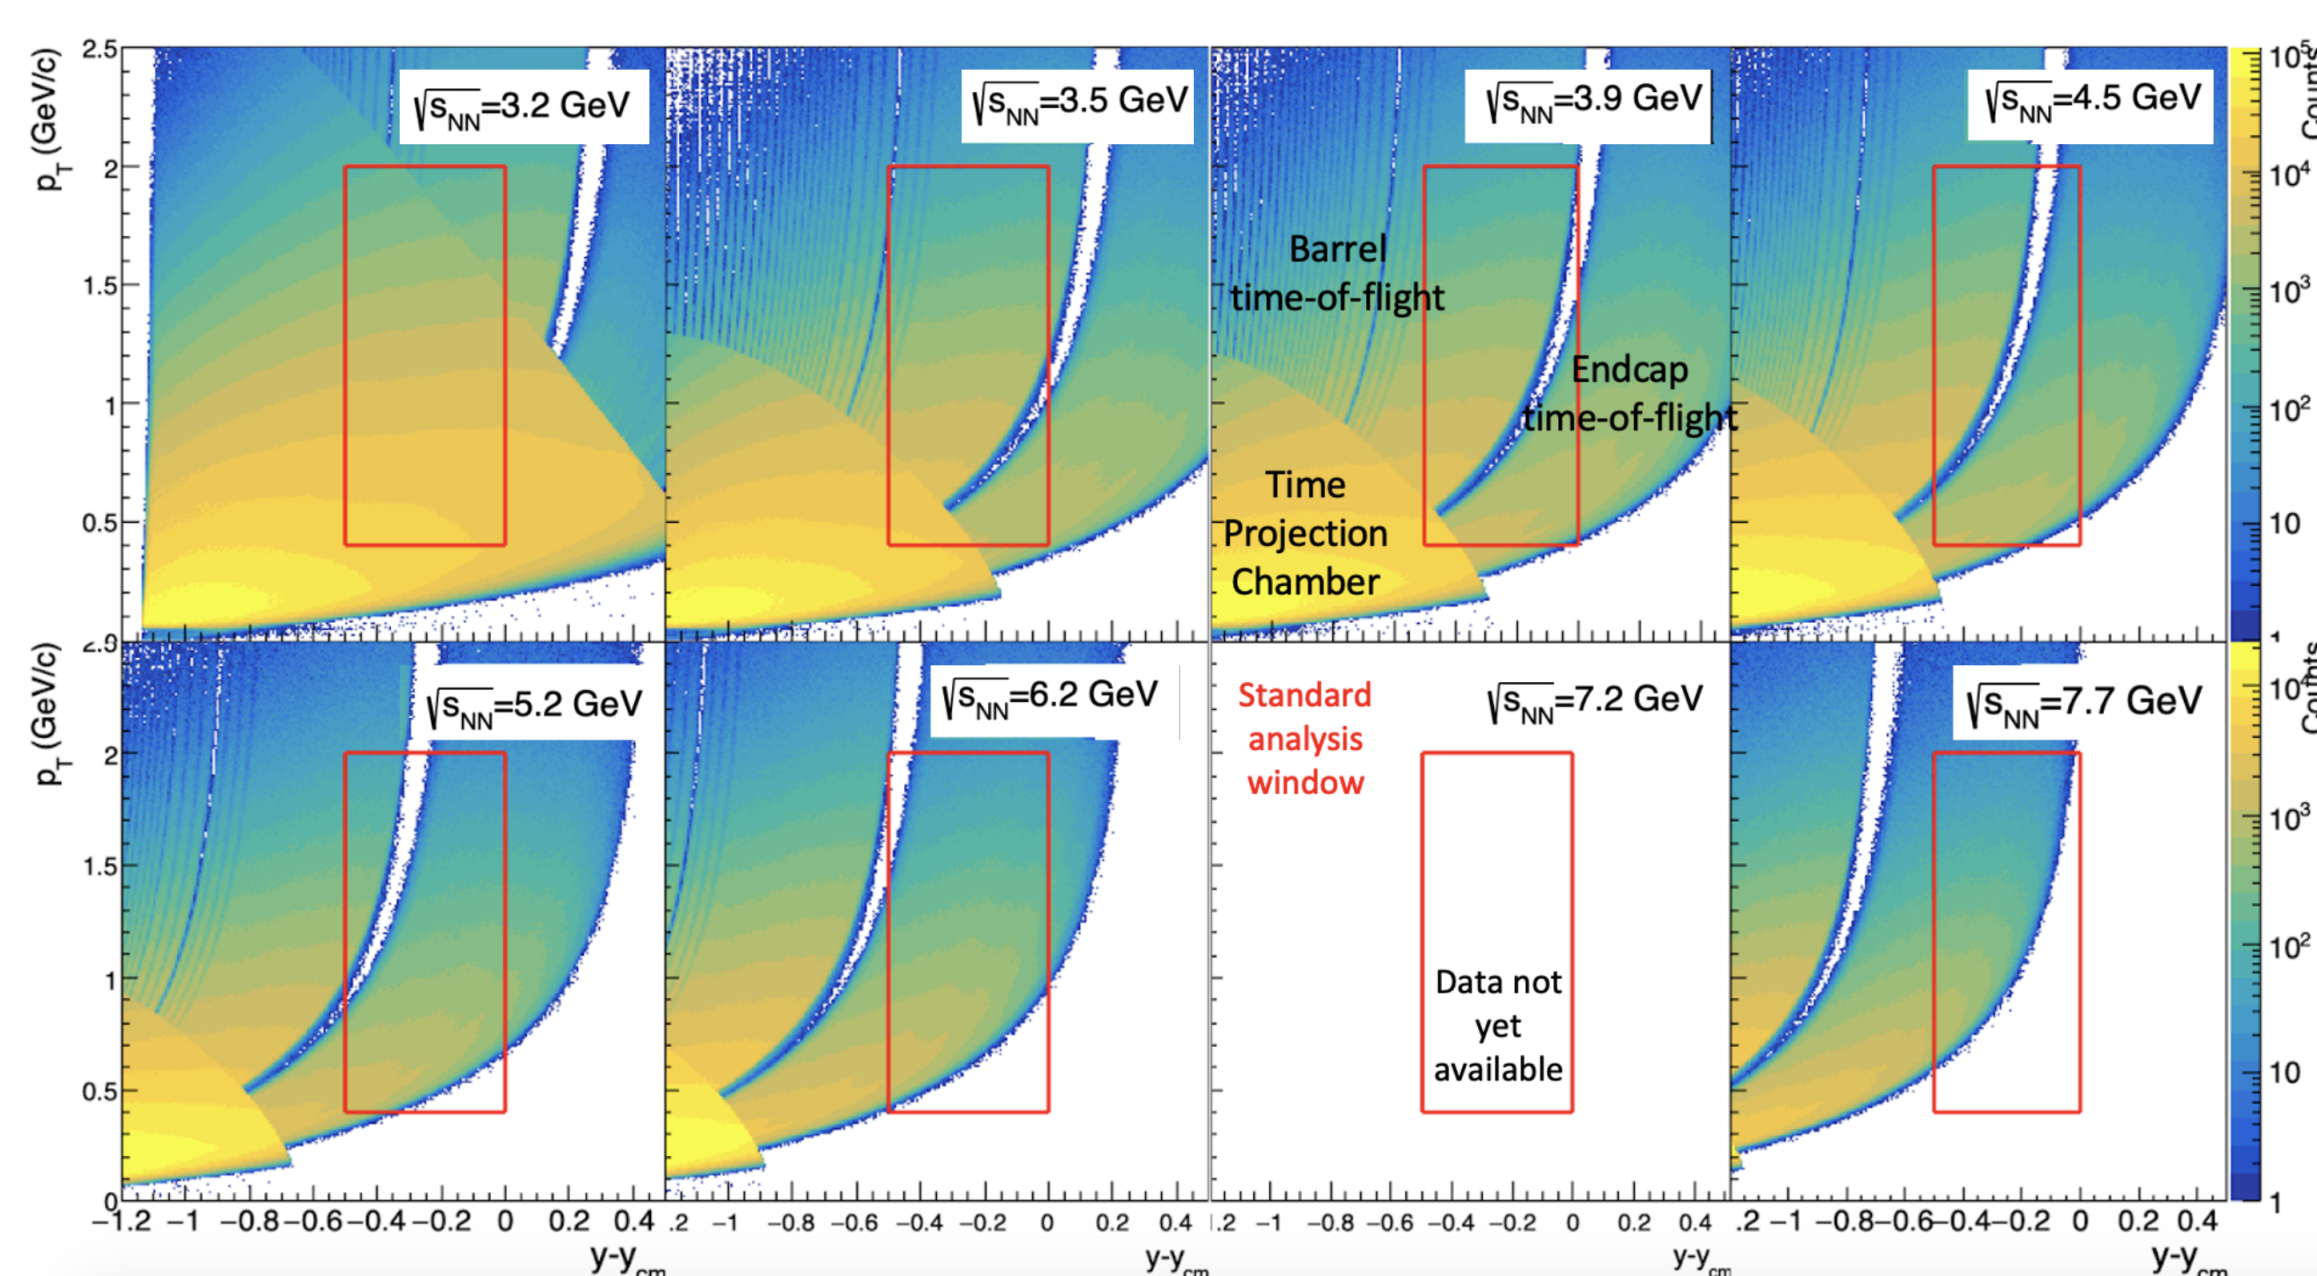 2.5
p_T (GeV/c)
2
1.5
1
0.5
√s_NN=3.2 GeV
√s_NN=3.5 GeV
√s_NN=3.9 GeV
Barrel
time-of-flight
Endcap
time-of-flight
Time
Projection
Chamber
√s_NN=4.5 GeV
10^5
10^4
10^3
10^2
10
1
Counts
p_T (GeV/c)
2
1.5
1
0.5
0
√s_NN=5.2 GeV
√s_NN=6.2 GeV
Standard
analysis
window
√s_NN=7.2 GeV
Data not
yet
available
√s_NN=7.7 GeV
10^4
10^3
10^2
10
1
Counts
−1.2 −1 −0.8 −0.6 −0.4 −0.2 0 0.2 0.4
.2 −1 −0.8 −0.6 −0.4 −0.2 0 0.2 0.4
.2 −1 −0.8 −0.6 −0.4 −0.2 0 0.2 0.4
.2 −1 −0.8 −0.6 −0.4 −0.2 0 0.2 0.4
y-y_cm
y-y_cm
y-y_cm
y-y_cm